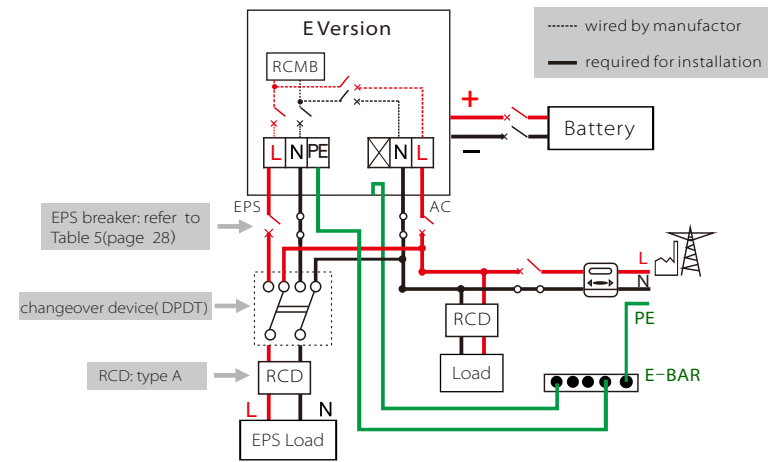 E Version
wired by manufactor
required for installation
RCMB
+
Battery
−
L N PE N L
EPS
AC
EPS breaker: refer to
Table 5(page 28)
L
N
changeover device( DPDT)
RCD
PE
RCD: type A
RCD
Load
E-BAR
L N
EPS Load